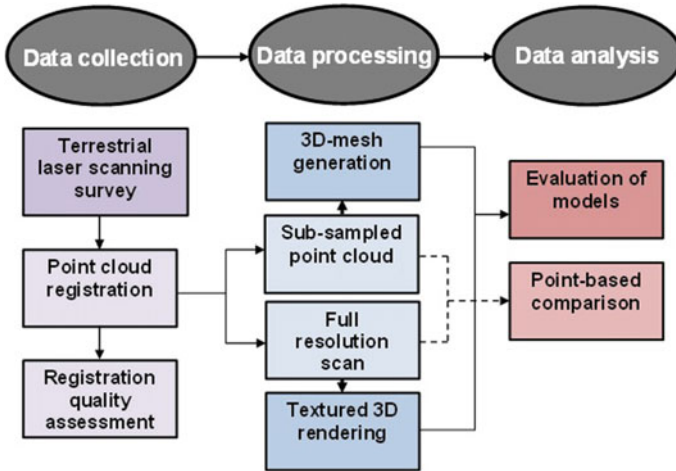 Data collection
Data processing
Data analysis
Terrestrial
laser scanning
survey
Point cloud
registration
Registration
quality
assessment
3D-mesh
generation
Sub-sampled
point cloud
Full
resolution
scan
Textured 3D
rendering
Evaluation of
models
Point-based
comparison